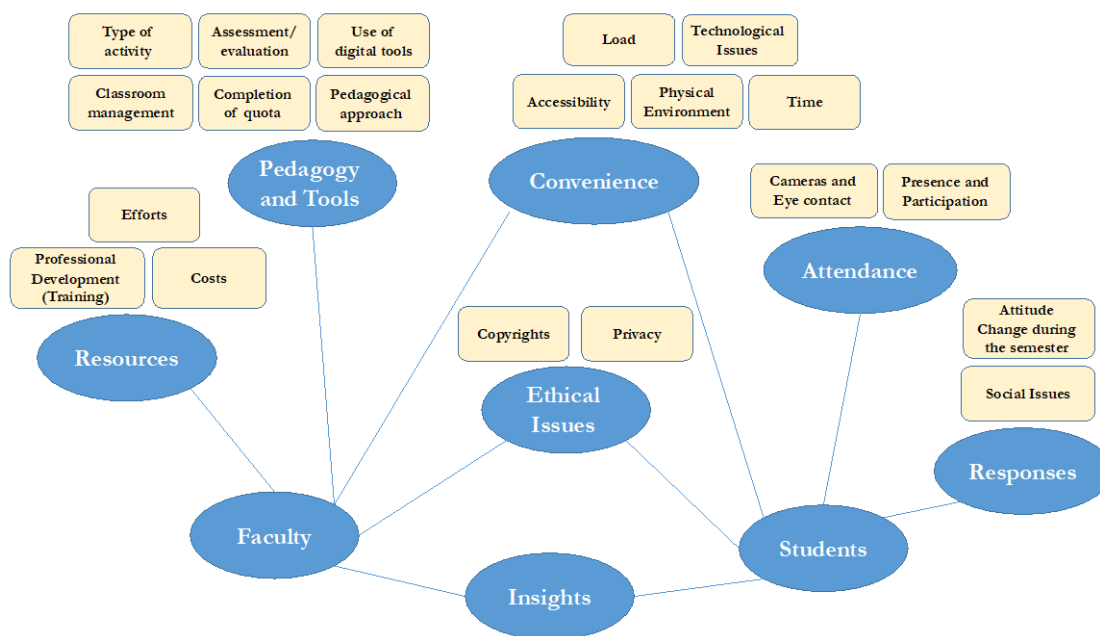 Type of
activity
Assessment/
evaluation
Use of
digital tools
Classroom
management
Completion
of quota
Pedagogical
approach
Pedagogy
and Tools
Load
Technological
Issues
Accessibility
Physical
Environment
Time
Convenience
Cameras and
Eye contact
Presence and
Participation
Attendance
Efforts
Professional
Development
(Training)
Costs
Resources
Copyrights
Privacy
Ethical
Issues
Attitude
Change during
the semester
Social Issues
Responses
Faculty
Students
Insights